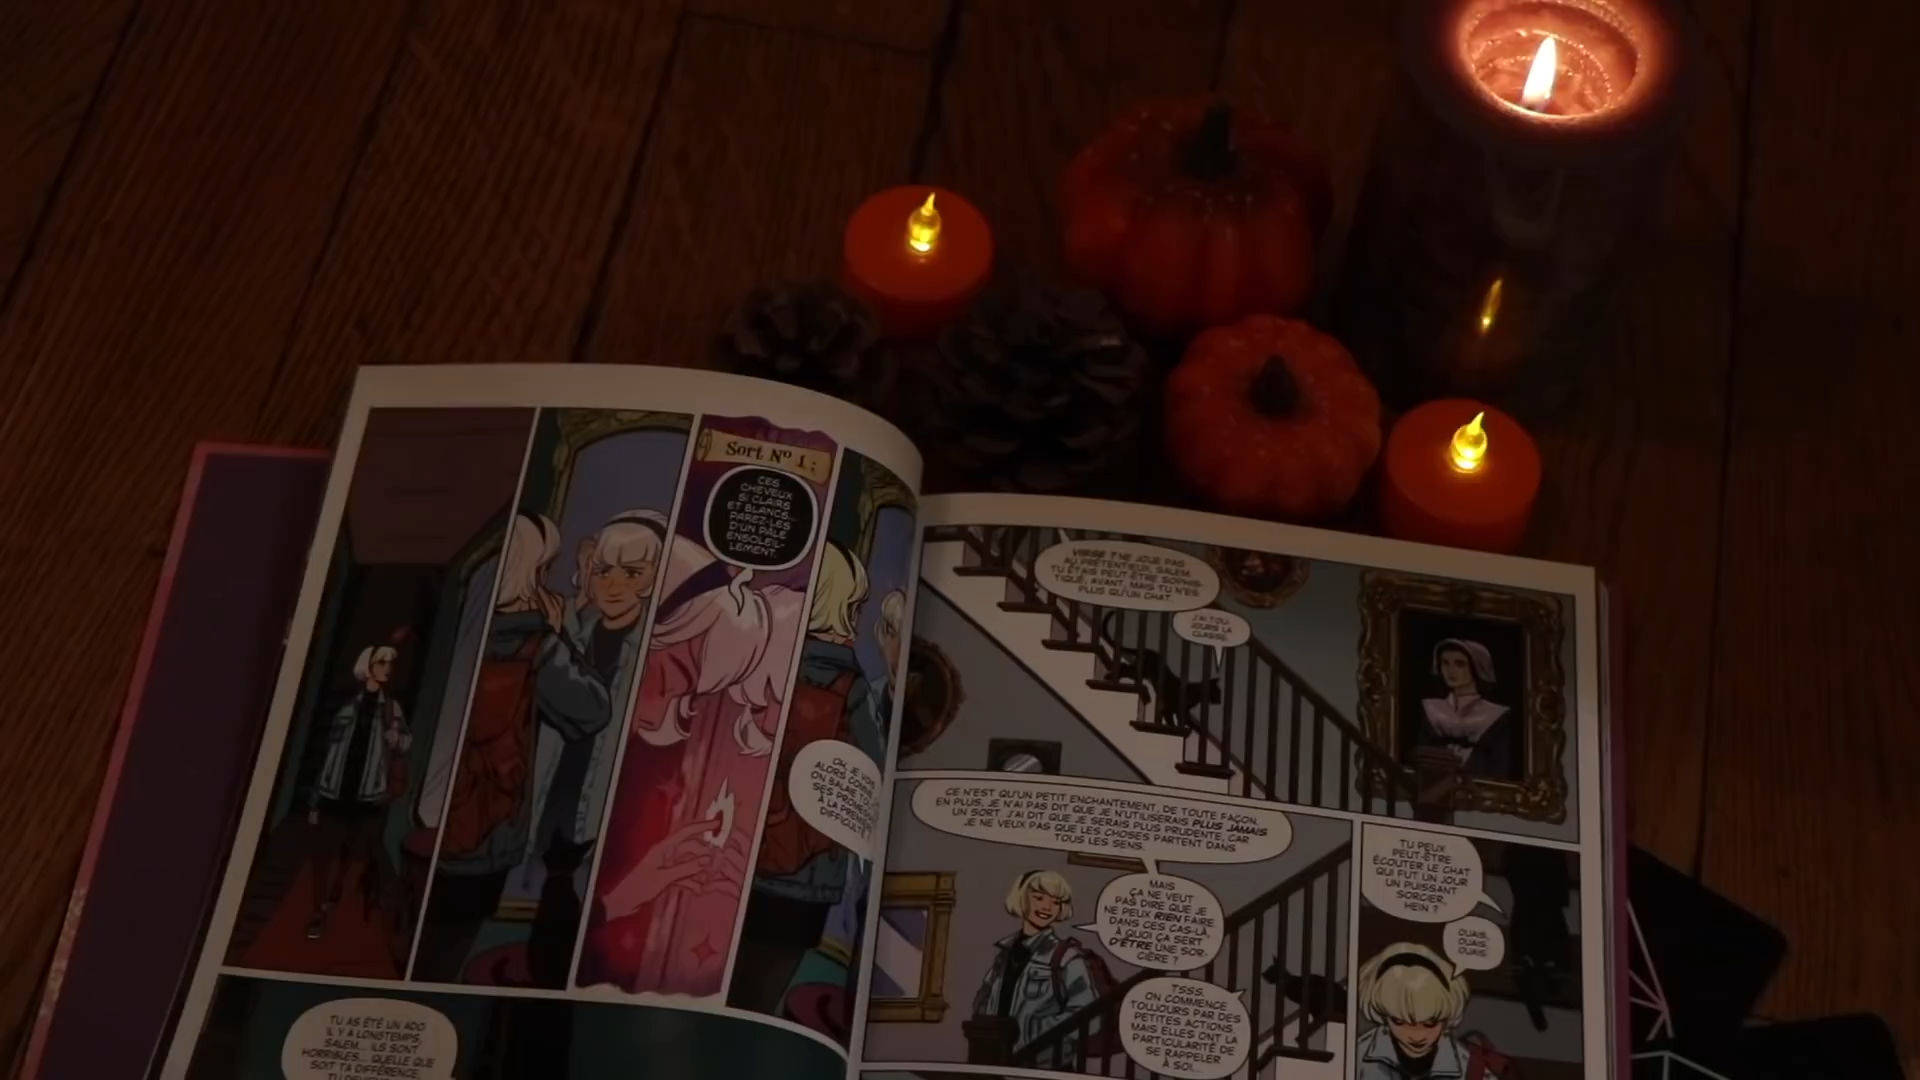 Sort Nº 1 :
CES
CHEVEUX
SI CLAIRS
ET BLANCS...
PAREZ-LES
D'UN PÂLE
ENSOLEIL-
LEMENT.
OH, JE
ALORS
ON BALAIE
SES
À LA
TU AS ÉTÉ UN ADO
IL Y A LONGTEMPS,
SALEM... ILS SONT
HORRIBLES... QUELLE QUE
SOIT TA DIFFÉRENCE,
VIRGE ? NE JOUE PAS
AU PRÉTENTIEUX, SALEM.
TU ÉTAIS PEUT-ÊTRE SOPHIS-
TIQUÉ, AVANT, MAIS TU N'ES
PLUS QU'UN CHAT.
J'AI TOU-
JOURS LA
CLASSE.
CE N'EST QU'UN PETIT ENCHANTEMENT, DE TOUTE FAÇON.
EN PLUS, JE N'AI PAS DIT QUE JE N'UTILISERAIS PLUS JAMAIS
UN SORT. J'AI DIT QUE JE SERAIS PLUS PRUDENTE, CAR
JE NE VEUX PAS QUE LES CHOSES PARTENT DANS
TOUS LES SENS.
MAIS
ÇA NE VEUT
PAS DIRE QUE JE
NE PEUX RIEN FAIRE
DANS CES CAS-LÀ.
À QUOI ÇA SERT
D'ÊTRE UNE SOR-
CIÈRE ?
TSSS.
ON COMMENCE
TOUJOURS PAR DES
PETITES ACTIONS,
MAIS ELLES ONT LA
PARTICULARITÉ DE
SE RAPPELER
À SOI...
TU PEUX
PEUT-ÊTRE
ÉCOUTER LE CHAT
QUI FUT UN JOUR
UN PUISSANT
SORCIER,
HEIN ?
OUAIS,
OUAIS,
OUAIS.